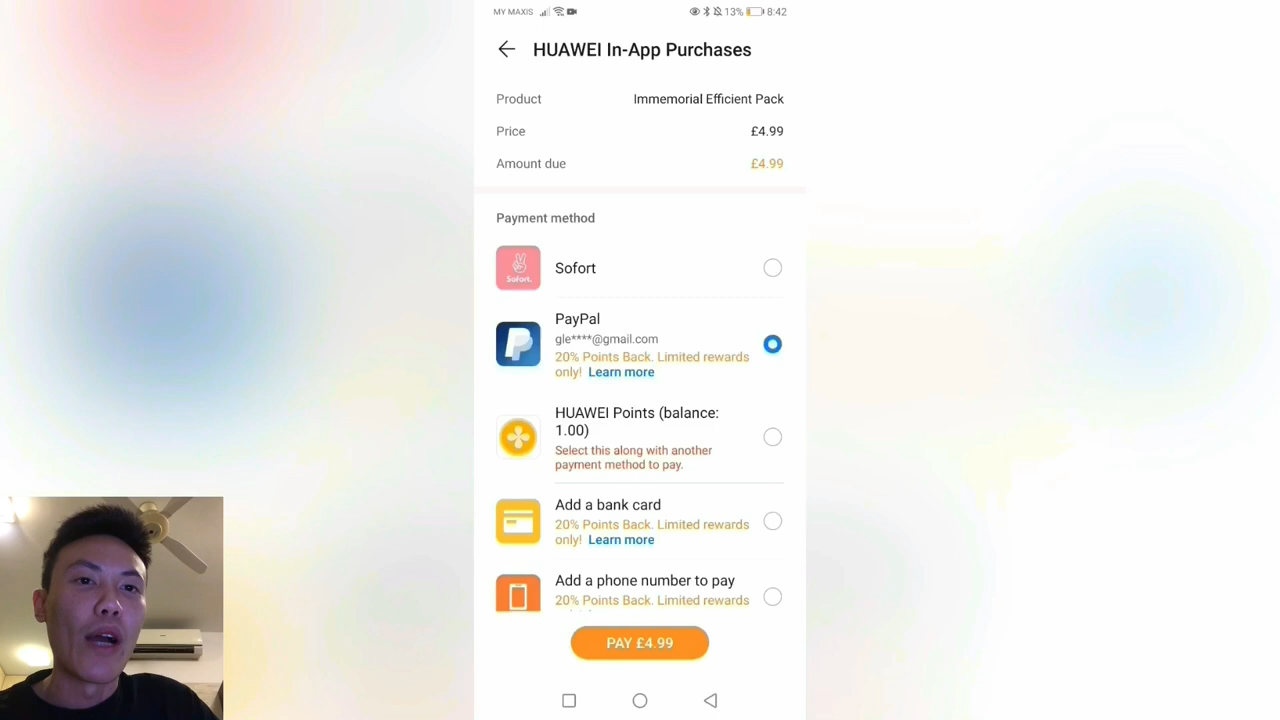 MY MAXIS
13%
8:42
HUAWEI In-App Purchases
Product Immemorial Efficient Pack
Price £4.99
Amount due £4.99
Payment method
Sofort.
Sofort
PayPal
gle****@gmail.com
20% Points Back. Limited rewards
only! Learn more
HUAWEI Points (balance:
1.00)
Select this along with another
payment method to pay.
Add a bank card
20% Points Back. Limited rewards
only! Learn more
Add a phone number to pay
20% Points Back. Limited rewards
PAY £4.99